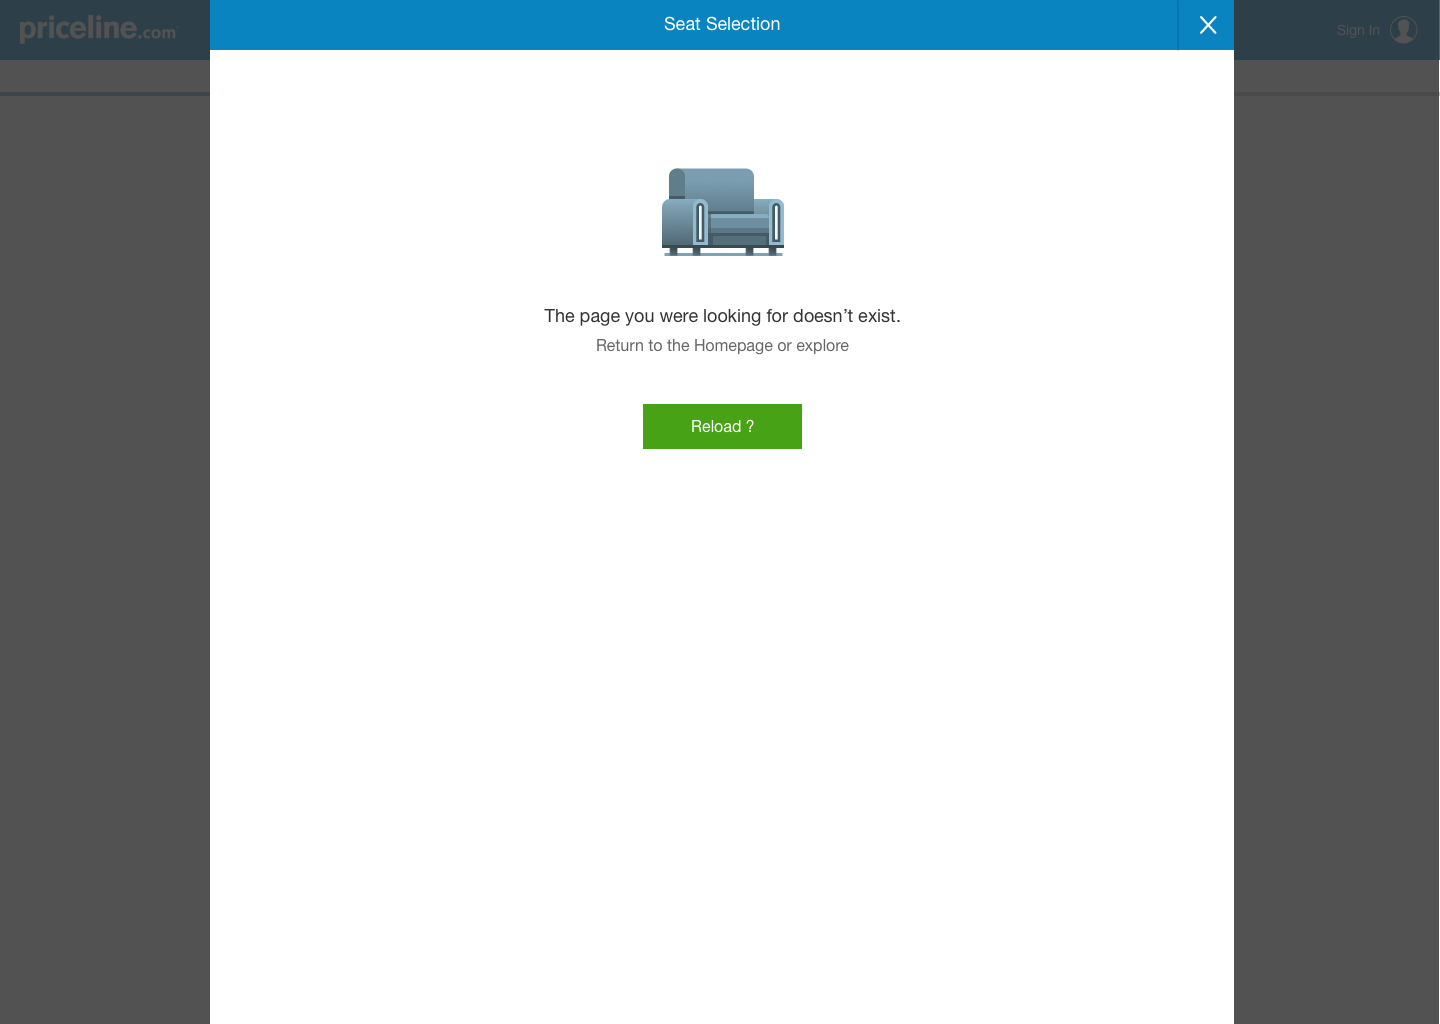 priceline.com
Seat Selection
Sign In
The page you were looking for doesn’t exist.
Return to the Homepage or explore
Reload ?